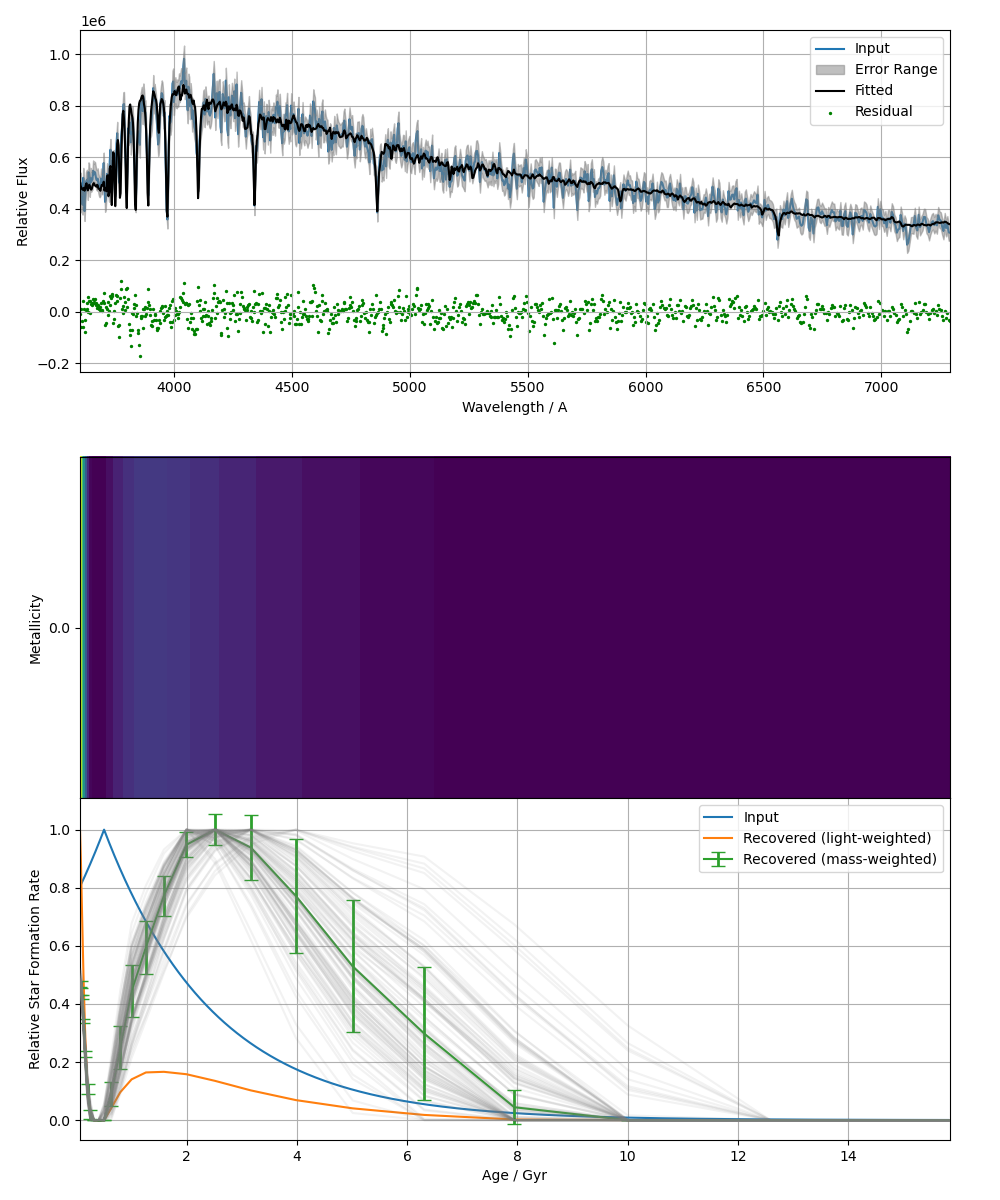 1e6
1.0
0.8
0.6
0.4
0.2
0.0
−0.2
Relative Flux
Input
Error Range
Fitted
Residual
4000 4500 5000 5500 6000 6500 7000
Wavelength / A
Metallicity
0.0
1.0
0.8
0.6
0.4
0.2
0.0
Relative Star Formation Rate
Input
Recovered (light-weighted)
Recovered (mass-weighted)
2 4 6 8 10 12 14
Age / Gyr